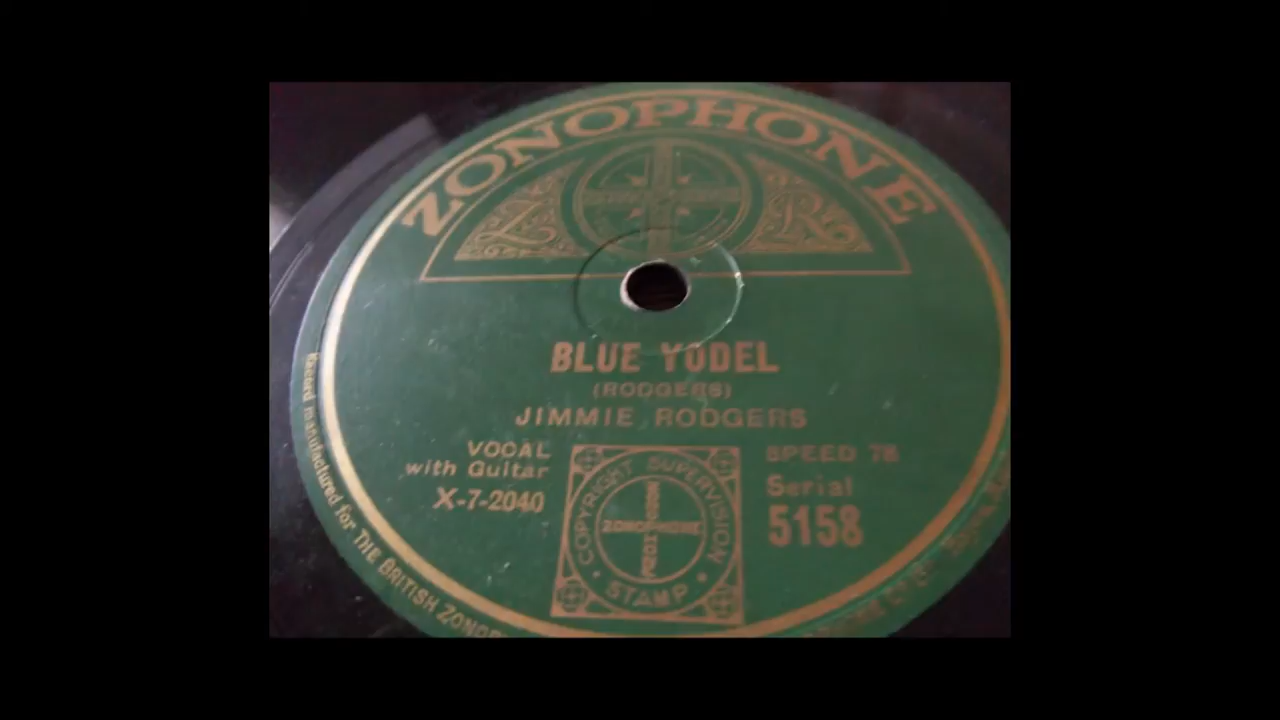 ZONOPHONE
Z R
BLUE YODEL
(RODGERS)
JIMMIE RODGERS
VOCAL
with Guitar
X-7-2040
SPEED 78
Serial
5158
COPYRIGHT SUPERVISION
ZONOPHONE
STAMP
Record manufactured for THE BRITISH